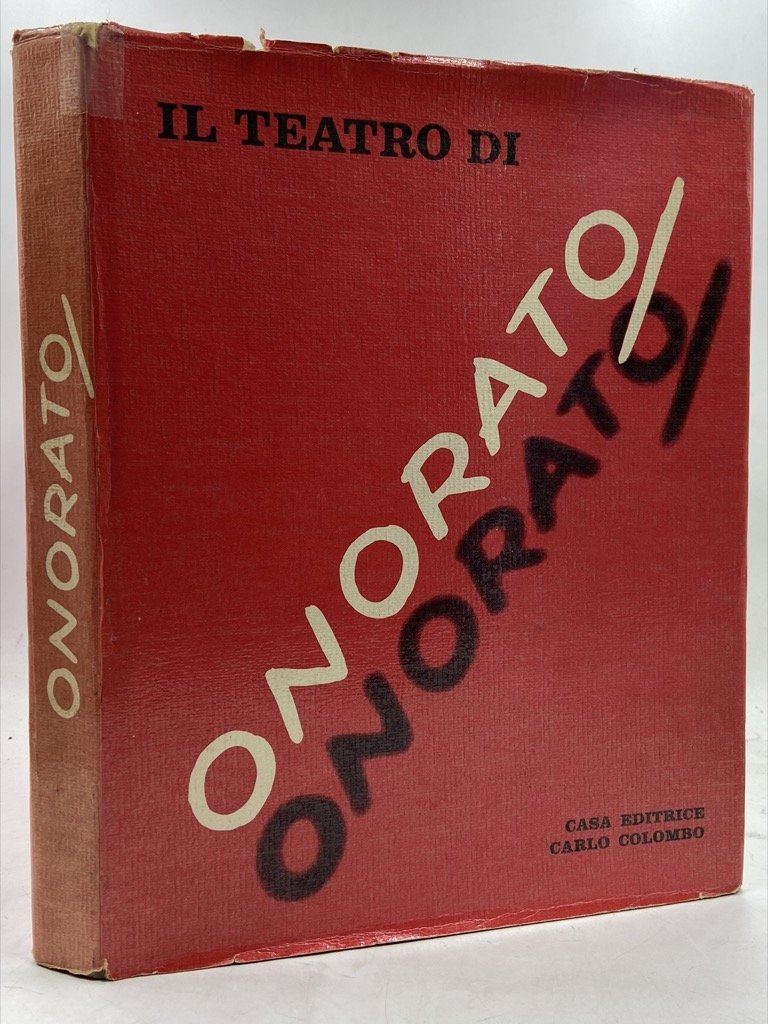 IL TEATRO DI
ONORATO/
ONORATO/
CASA EDITRICE
CARLO COLOMBO
ONORATO/